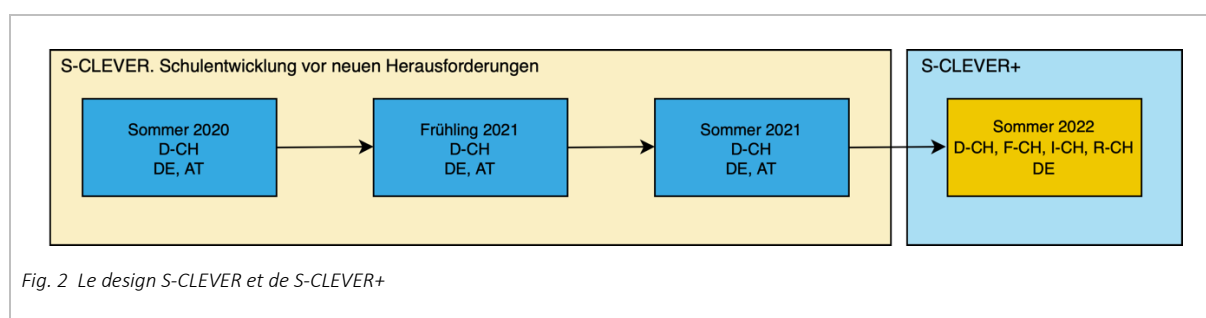 S-CLEVER. Schulentwicklung vor neuen Herausforderungen
Sommer 2020
D-CH
DE, AT
Frühling 2021
D-CH
DE, AT
Sommer 2021
D-CH
DE, AT
S-CLEVER+
Sommer 2022
D-CH, F-CH, I-CH, R-CH
DE
Fig. 2 Le design S-CLEVER et de S-CLEVER+